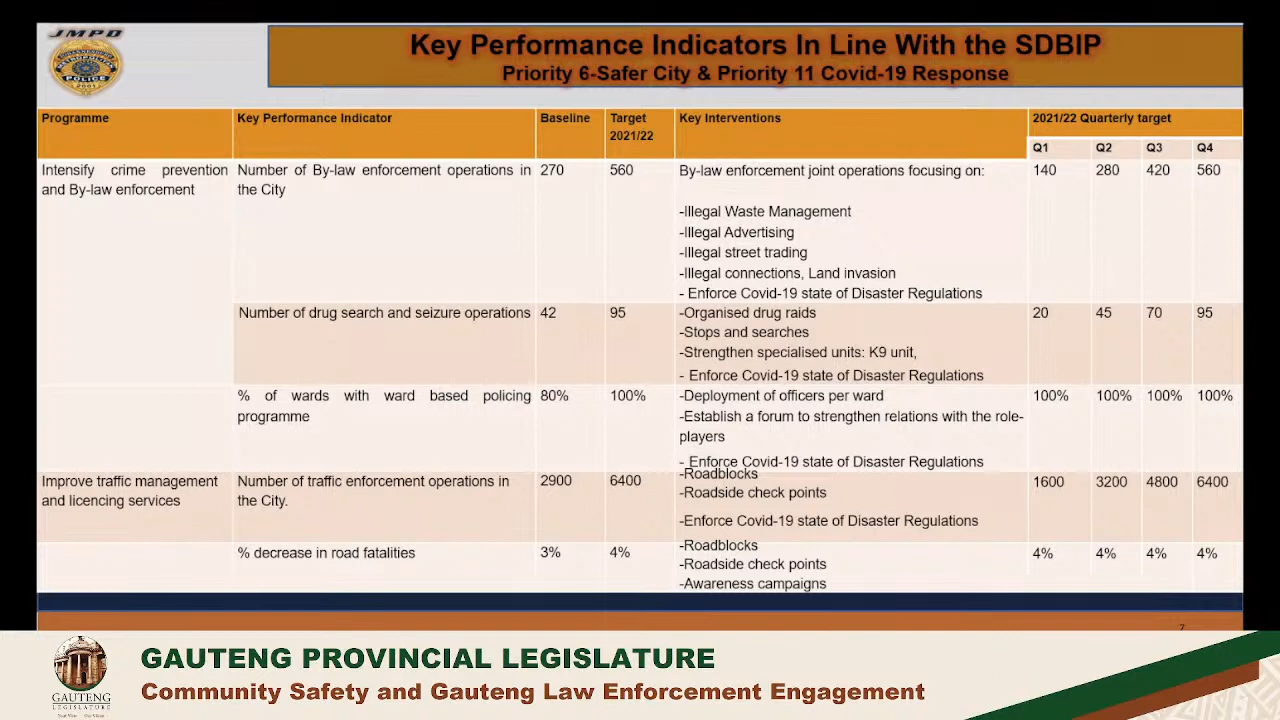 JMPD
Key Performance Indicators In Line With the SDBIP
Priority 6-Safer City & Priority 11 Covid-19 Response
Programme
Key Performance Indicator
Baseline
Target
2021/22
Key Interventions
2021/22 Quarterly target
Q1 Q2 Q3 Q4
Intensify crime prevention
and By-law enforcement
Number of By-law enforcement operations in
the City
270
560
By-law enforcement joint operations focusing on:
-Illegal Waste Management
-Illegal Advertising
-Illegal street trading
-Illegal connections, Land invasion
- Enforce Covid-19 state of Disaster Regulations
140 280 420 560
Number of drug search and seizure operations
42
95
-Organised drug raids
-Stops and searches
-Strengthen specialised units: K9 unit,
- Enforce Covid-19 state of Disaster Regulations
20 45 70 95
% of wards with ward based policing
programme
80%
100%
-Deployment of officers per ward
-Establish a forum to strengthen relations with the role-
players
- Enforce Covid-19 state of Disaster Regulations
100% 100% 100% 100%
Improve traffic management
and licencing services
Number of traffic enforcement operations in
the City.
2900
6400
-Roadblocks
-Roadside check points
-Enforce Covid-19 state of Disaster Regulations
1600 3200 4800 6400
% decrease in road fatalities
3%
4%
-Roadblocks
-Roadside check points
-Awareness campaigns
4% 4% 4% 4%
7
GAUTENG PROVINCIAL LEGISLATURE
Community Safety and Gauteng Law Enforcement Engagement
GAUTENG
LEGISLATURE